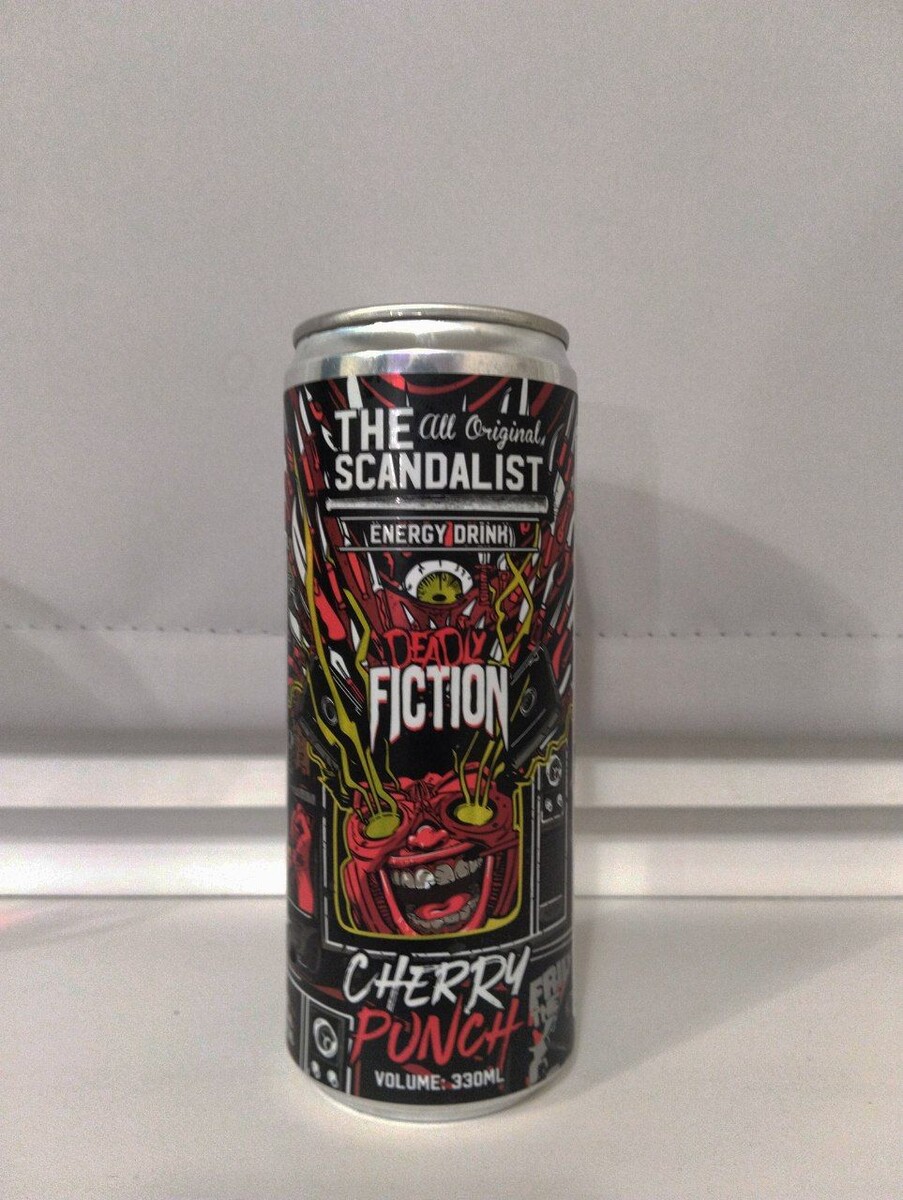 THE All Original
SCANDALIST
ENERGY DRINK
DEADLY
FICTION
CHERRY
PUNCH
VOLUME: 330ML